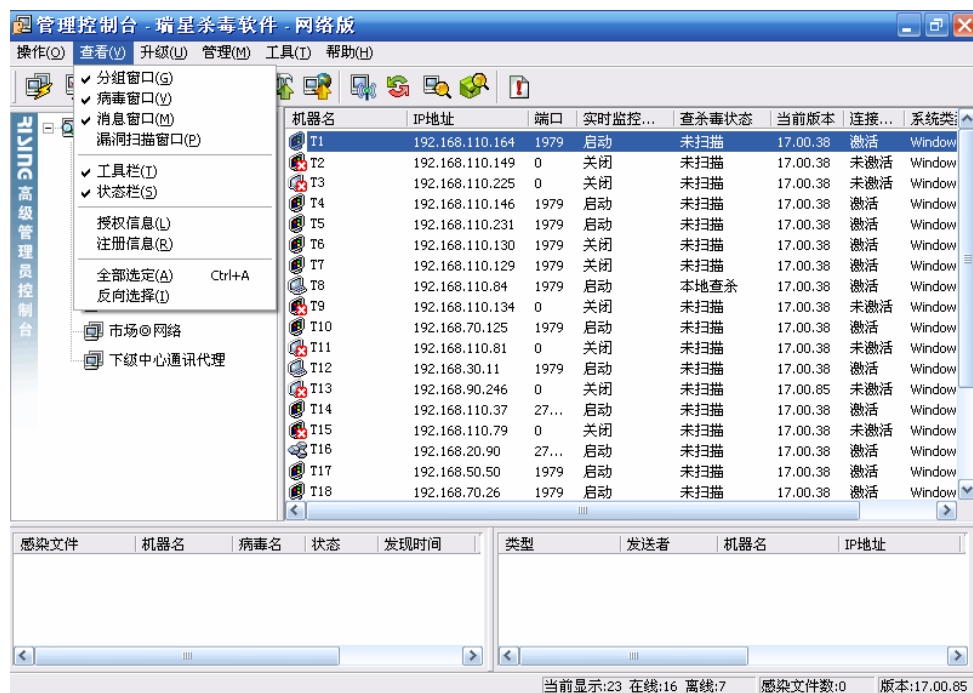 管理控制台 - 瑞星杀毒软件 - 网络版
操作(O) 查看(V) 升级(U) 管理(M) 工具(T) 帮助(H)
分组窗口(G)
病毒窗口(V)
消息窗口(M)
漏洞扫描窗口(P)
工具栏(T)
状态栏(S)
授权信息(L)
注册信息(R)
全部选定(A) Ctrl+A
反向选择(I)
RISING 高级管理员控制台
市场@网络
下级中心通讯代理
机器名 IP地址 端口 实时监控... 查杀毒状态 当前版本 连接... 系统类
T1 192.168.110.164 1979 启动 未扫描 17.00.38 激活 Window
T2 192.168.110.149 0 关闭 未扫描 17.00.38 未激活 Window
T3 192.168.110.225 0 关闭 未扫描 17.00.38 未激活 Window
T4 192.168.110.146 1979 启动 未扫描 17.00.38 激活 Window
T5 192.168.110.231 1979 启动 未扫描 17.00.38 激活 Window
T6 192.168.110.130 1979 关闭 未扫描 17.00.38 激活 Window
T7 192.168.110.129 1979 关闭 未扫描 17.00.38 激活 Window
T8 192.168.110.84 1979 启动 本地查杀 17.00.38 激活 Window
T9 192.168.110.134 0 关闭 未扫描 17.00.38 未激活 Window
T10 192.168.70.125 1979 启动 未扫描 17.00.38 激活 Window
T11 192.168.110.81 0 关闭 未扫描 17.00.38 未激活 Window
T12 192.168.30.11 1979 启动 未扫描 17.00.38 激活 Window
T13 192.168.90.246 0 关闭 未扫描 17.00.85 未激活 Window
T14 192.168.110.37 27... 启动 未扫描 17.00.38 激活 Window
T15 192.168.110.79 0 关闭 未扫描 17.00.38 未激活 Window
T16 192.168.20.90 27... 启动 未扫描 17.00.38 激活 Window
T17 192.168.50.50 1979 启动 未扫描 17.00.38 激活 Window
T18 192.168.70.26 1979 启动 未扫描 17.00.38 激活 Window
感染文件 机器名 病毒名 状态 发现时间
类型 发送者 机器名 IP地址
当前显示:23 在线:16 离线:7 感染文件数:0 版本:17.00.85